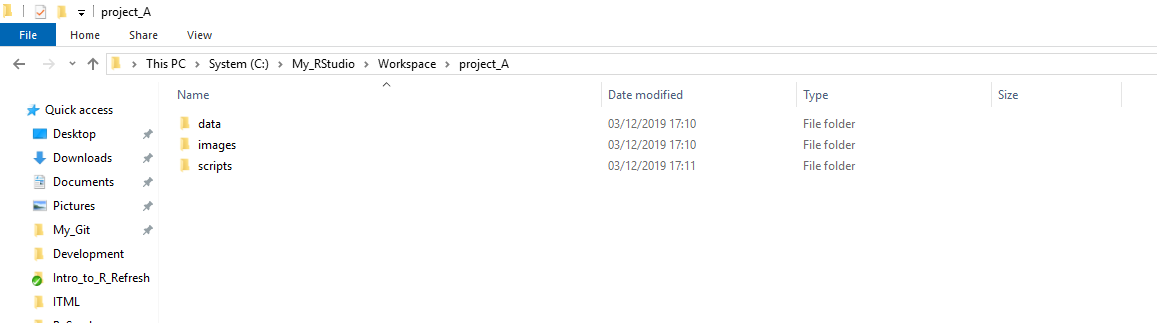 project_A
File Home Share View
This PC System (C:) My_RStudio Workspace project_A
Name Date modified Type Size
Quick access
Desktop
Downloads
Documents
Pictures
My_Git
Development
Intro_to_R_Refresh
ITML
data 03/12/2019 17:10 File folder
images 03/12/2019 17:10 File folder
scripts 03/12/2019 17:11 File folder